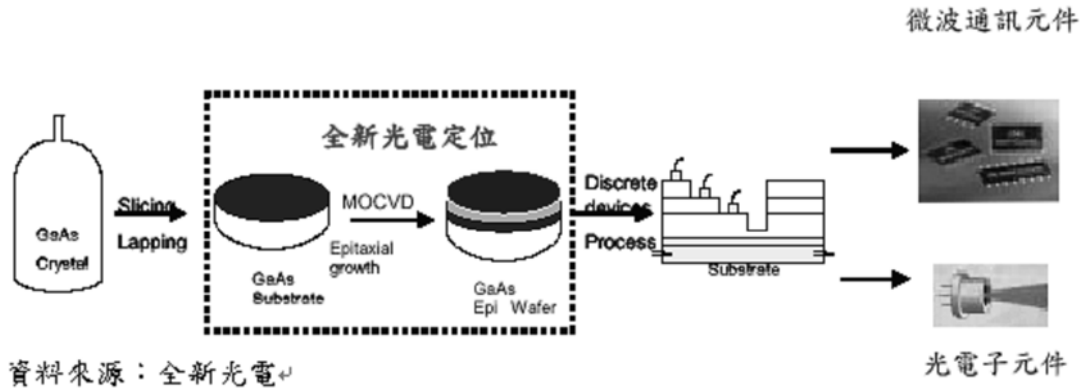 微波通訊元件
全新光電定位
GaAs
Crystal
Slicing
Lapping
GaAs
Substrate
MOCVD
Epitaxial
growth
GaAs
Epi Wafer
Discrete
devices
Process
Substrate
光電子元件
資料來源：全新光電↵